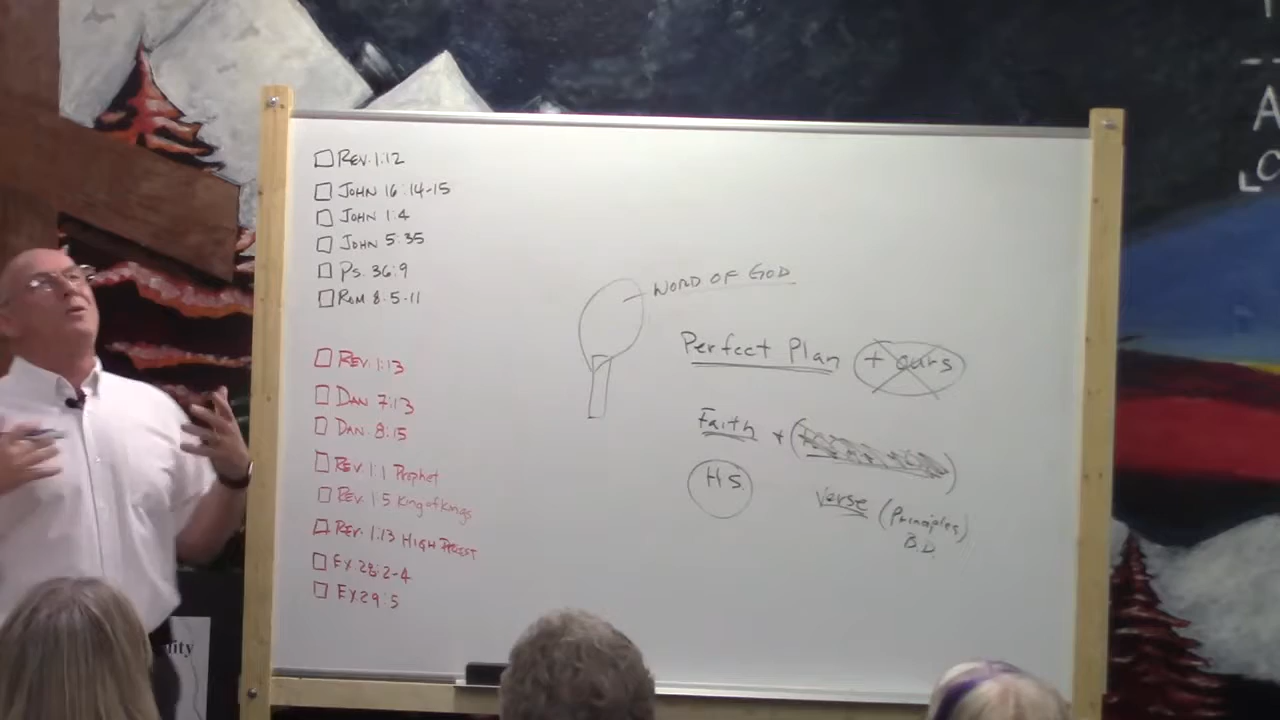 Rev. 1:12
John 16:14-15
John 1:4
John 5:35
Ps. 36:9
Rom 8:5-11
Rev. 1:13
Dan 7:13
Dan. 8:15
Rev. 1:1 Prophet
Rev. 1:5 King of Kings
Rev. 1:13 High Priest
Ex 28:2-4
Ex. 29:5
Word of God
Perfect Plan + ours
Faith +
H.S.
Verse (Principles)
B.D.
lity
A